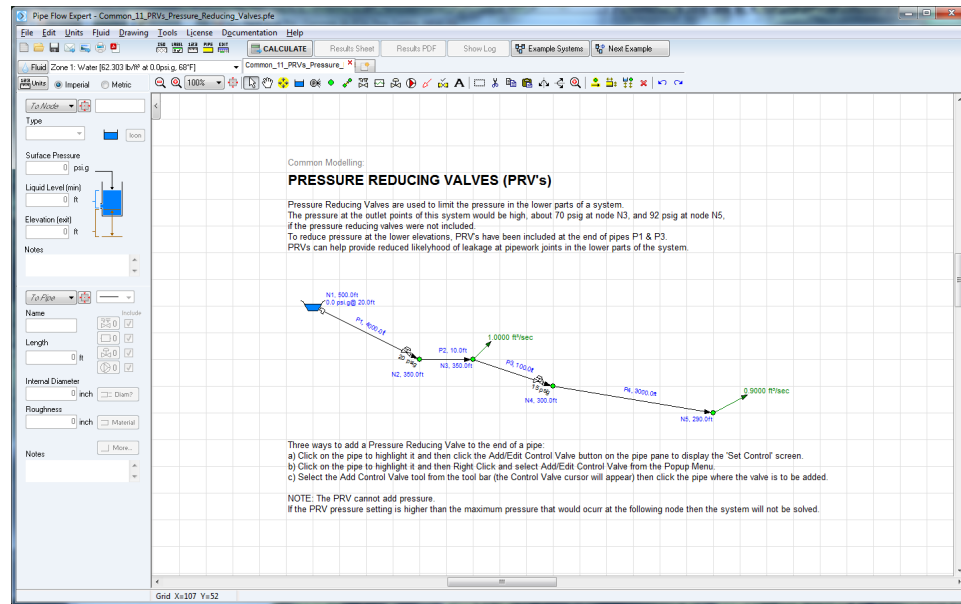 Pipe Flow Expert - Common_11_PRVs_Pressure_Reducing_Valves.pfe
File Edit Units Fluid Drawing Tools License Documentation Help
CALCULATE Results Sheet Results PDF Show Log Example Systems Next Example
Fluid Zone 1: Water [62.303 lb/ft³ at 0.0psi.g, 68°F] Common_11_PRVs_Pressure_
Units Imperial Metric 100% A
To Node
Type
Icon
Surface Pressure
0 psi.g
Liquid Level (min)
0 ft
Elevation (exit)
0 ft
Notes
To Pipe
Name Include
0
Length 0
0 ft 0
0
Internal Diameter
0 inch Diam?
Roughness
0 inch Material
Notes More..
Common Modelling:
PRESSURE REDUCING VALVES (PRV's)
Pressure Reducing Valves are used to limit the pressure in the lower parts of a system.
The pressure at the outlet points of this system would be high, about 70 psig at node N3, and 92 psig at node N5,
if the pressure reducing valves were not included.
To reduce pressure at the lower elevations, PRV's have been included at the end of pipes P1 & P3.
PRVs can help provide reduced likelyhood of leakage at pipework joints in the lower parts of the system.
N1, 500.0ft
0.0 psi.g@ 20.0ft
P1, 4000.0ft
20 psig
N2, 350.0ft
P2, 10.0ft
N3, 350.0ft
1.0000 ft³/sec
P3, 100.0ft
15 psig
N4, 300.0ft
P4, 3000.0ft
0.9000 ft³/sec
N5, 290.0ft
Three ways to add a Pressure Reducing Valve to the end of a pipe:
a) Click on the pipe to highlight it and then click the Add/Edit Control Valve button on the pipe pane to display the 'Set Control' screen.
b) Click on the pipe to highlight it and then Right Click and select Add/Edit Control Valve from the Popup Menu.
c) Select the Add Control Valve tool from the tool bar (the Control Valve cursor will appear) then click the pipe where the valve is to be added.
NOTE: The PRV cannot add pressure.
If the PRV pressure setting is higher than the maximum pressure that would ocurr at the following node then the system will not be solved.
Grid X=107 Y=52